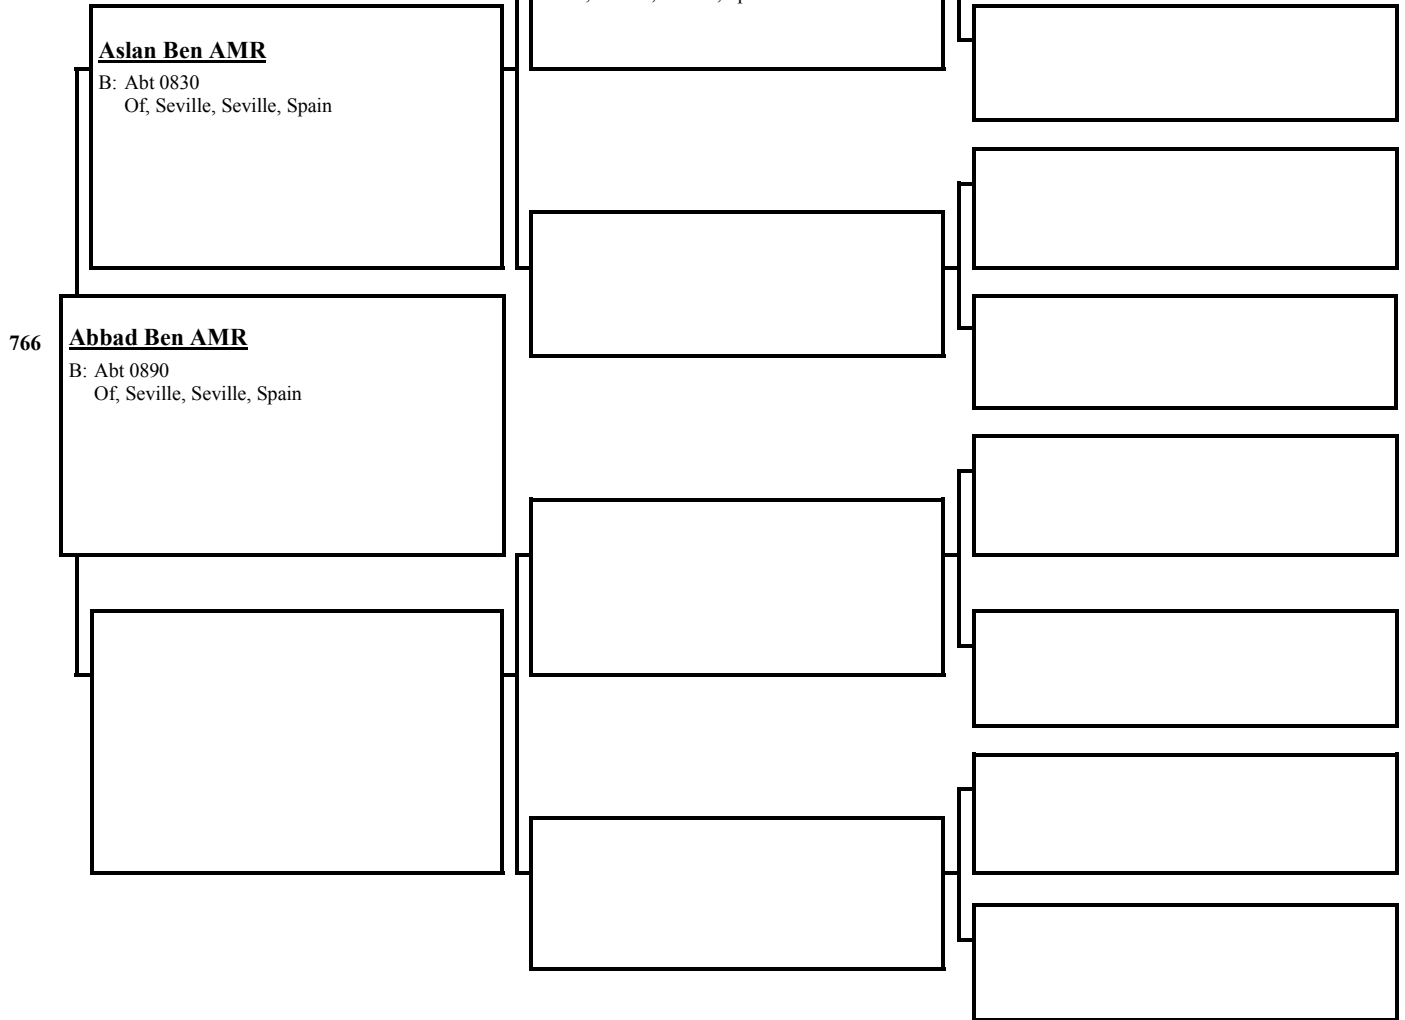 Aslan Ben AMR
B: Abt 0830
Of, Seville, Seville, Spain
766
Abbad Ben AMR
B: Abt 0890
Of, Seville, Seville, Spain